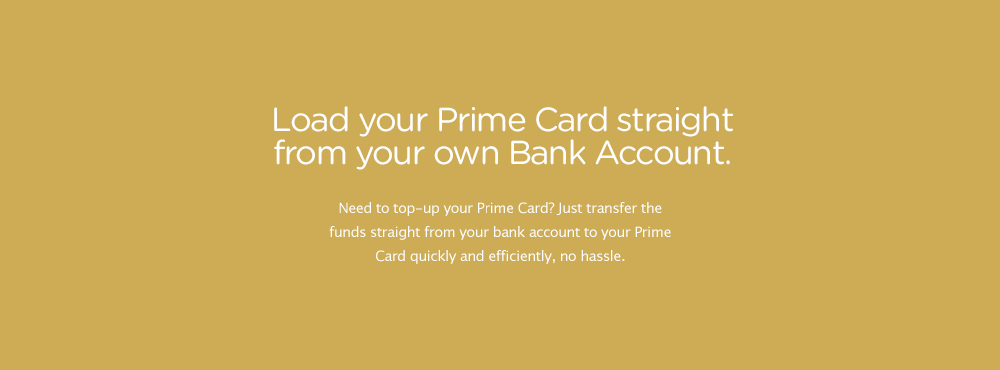 Load your Prime Card straight
from your own Bank Account.
Need to top-up your Prime Card? Just transfer the
funds straight from your bank account to your Prime
Card quickly and efficiently, no hassle.